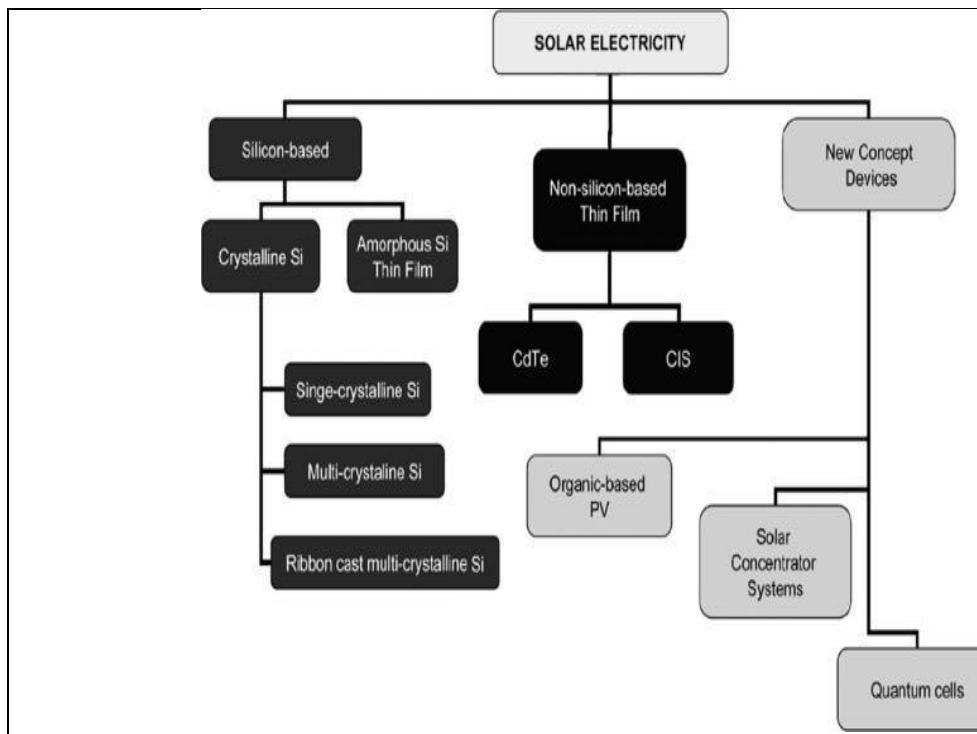 SOLAR ELECTRICITY
Silicon-based
Non-silicon-based
Thin Film
New Concept
Devices
Crystalline Si
Amorphous Si
Thin Film
CdTe
CIS
Singe-crystalline Si
Multi-crystaline Si
Ribbon cast multi-crystalline Si
Organic-based
PV
Solar
Concentrator
Systems
Quantum cells